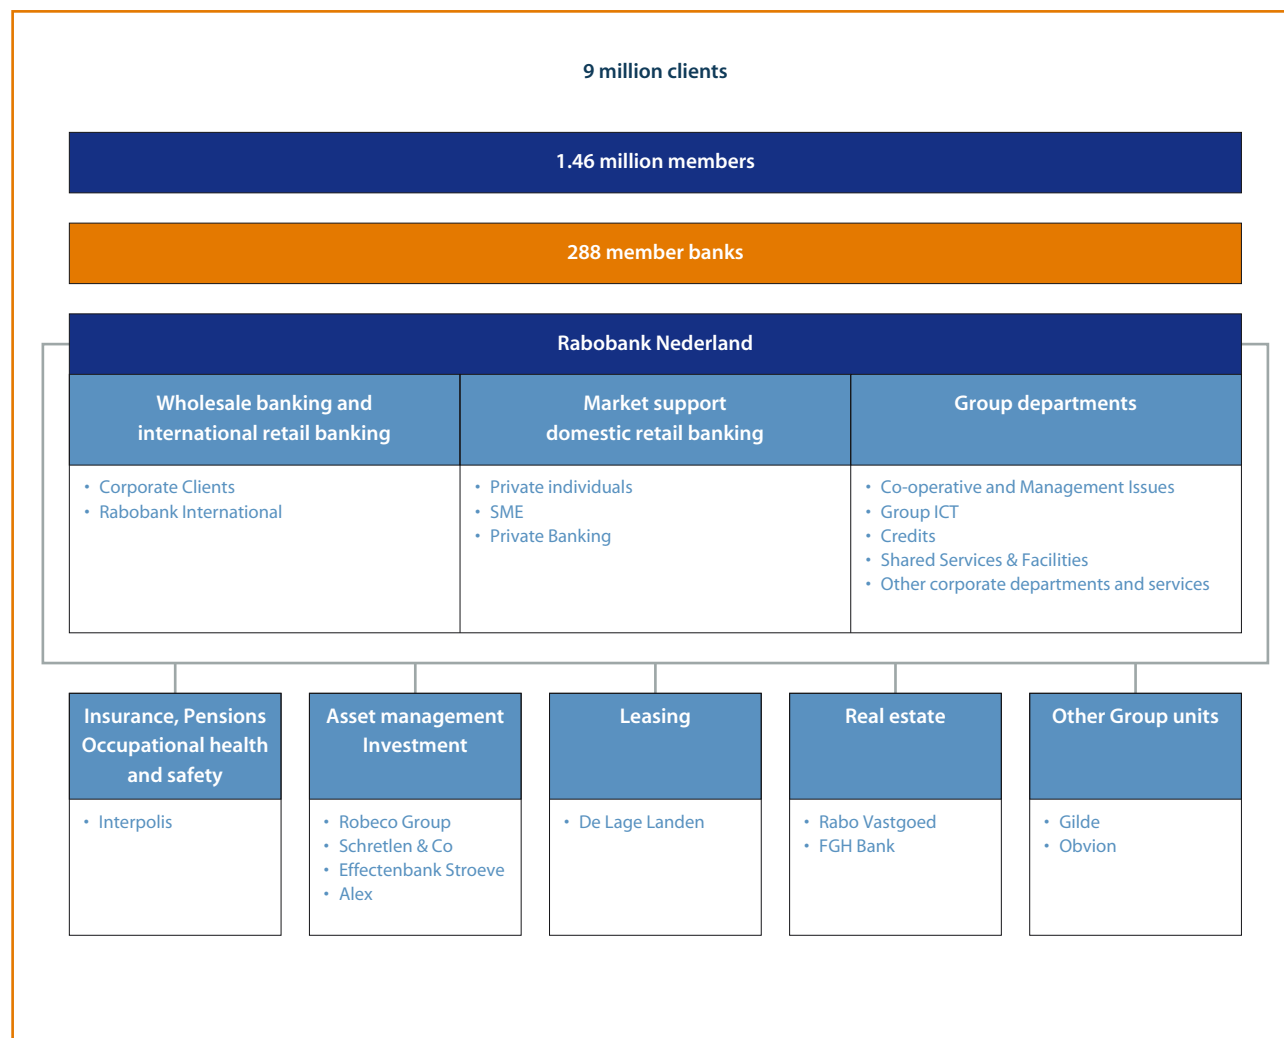 9 million clients
1.46 million members
288 member banks
Rabobank Nederland
Wholesale banking and
international retail banking
• Corporate Clients
• Rabobank International
Market support
domestic retail banking
• Private individuals
• SME
• Private Banking
Group departments
• Co-operative and Management Issues
• Group ICT
• Credits
• Shared Services & Facilities
• Other corporate departments and services
Insurance, Pensions
Occupational health
and safety
• Interpolis
Asset management
Investment
• Robeco Group
• Schretlen & Co
• Effectenbank Stroeve
• Alex
Leasing
• De Lage Landen
Real estate
• Rabo Vastgoed
• FGH Bank
Other Group units
• Gilde
• Obvion